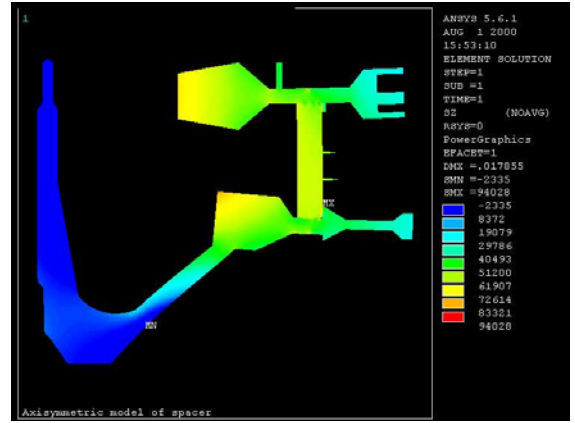 1
ANSYS 5.6.1
AUG 1 2000
15:53:10
ELEMENT SOLUTION
STEP=1
SUB =1
TIME=1
SZ (NOAVG)
RSYS=0
PowerGraphics
EFACET=1
DMX =.017855
SMN =-2335
SMX =94028
-2335
8372
19079
29786
40493
51200
61907
72614
83321
94028
MX
MN
Axisymmetric model of spacer